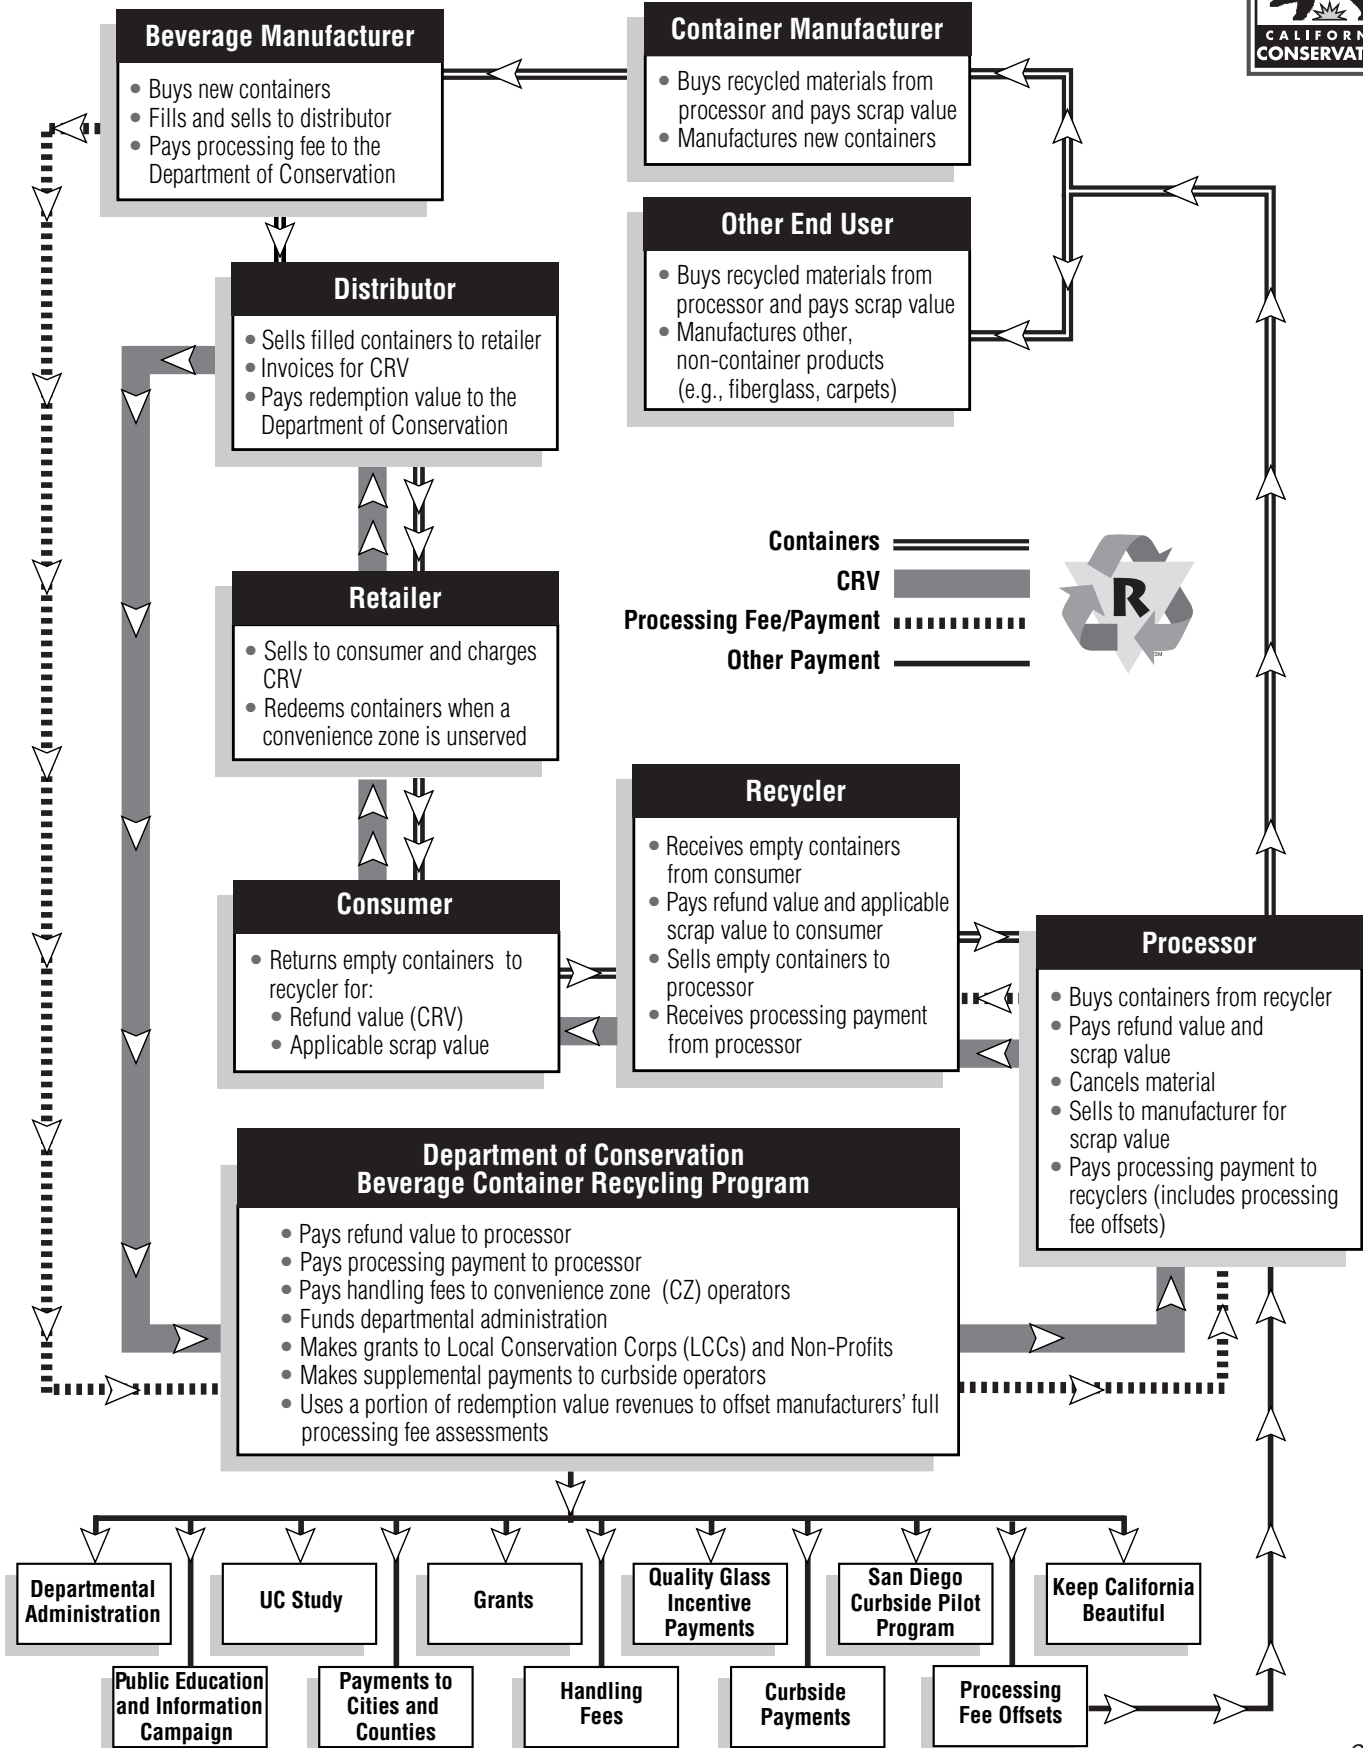 Beverage Manufacturer
• Buys new containers
• Fills and sells to distributor
• Pays processing fee to the
Department of Conservation
Container Manufacturer
• Buys recycled materials from
processor and pays scrap value
• Manufactures new containers
CALIFORN
CONSERVAT
Other End User
• Buys recycled materials from
processor and pays scrap value
• Manufactures other,
non-container products
(e.g., fiberglass, carpets)
Distributor
• Sells filled containers to retailer
• Invoices for CRV
• Pays redemption value to the
Department of Conservation
Containers
CRV
Processing Fee/Payment
Other Payment
R
SM
Retailer
• Sells to consumer and charges
CRV
• Redeems containers when a
convenience zone is unserved
Recycler
• Receives empty containers
from consumer
• Pays refund value and applicable
scrap value to consumer
• Sells empty containers to
processor
• Receives processing payment
from processor
Consumer
• Returns empty containers to
recycler for:
• Refund value (CRV)
• Applicable scrap value
Processor
• Buys containers from recycler
• Pays refund value and
scrap value
• Cancels material
• Sells to manufacturer for
scrap value
• Pays processing payment to
recyclers (includes processing
fee offsets)
Department of Conservation
Beverage Container Recycling Program
• Pays refund value to processor
• Pays processing payment to processor
• Pays handling fees to convenience zone (CZ) operators
• Funds departmental administration
• Makes grants to Local Conservation Corps (LCCs) and Non-Profits
• Makes supplemental payments to curbside operators
• Uses a portion of redemption value revenues to offset manufacturers’ full
processing fee assessments
Departmental
Administration
UC Study
Grants
Quality Glass
Incentive
Payments
San Diego
Curbside Pilot
Program
Keep California
Beautiful
Public Education
and Information
Campaign
Payments to
Cities and
Counties
Handling
Fees
Curbside
Payments
Processing
Fee Offsets